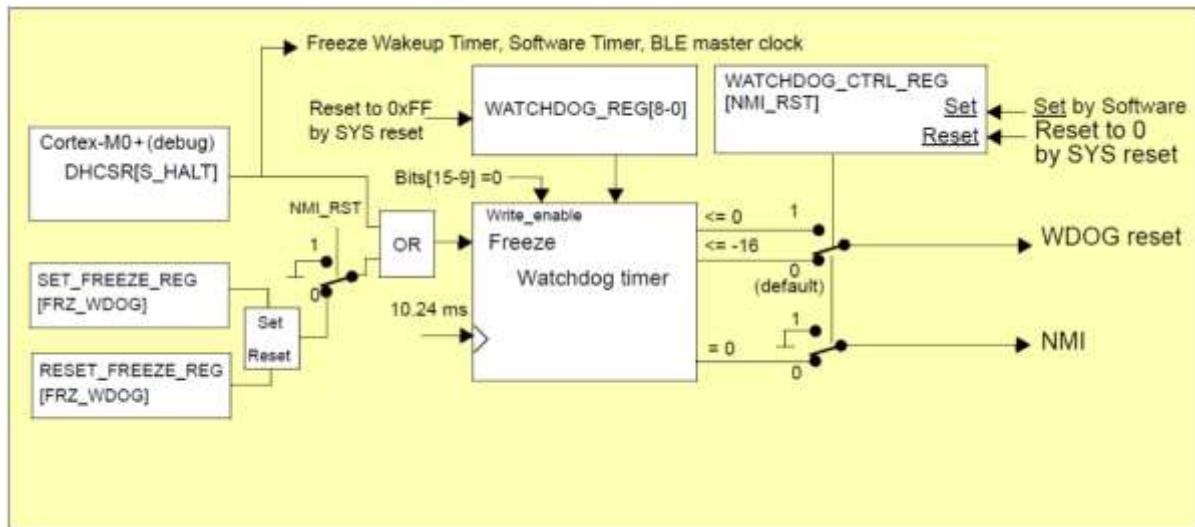 Freeze Wakeup Timer, Software Timer, BLE master clock
Reset to 0xFF
by SYS reset
WATCHDOG_REG[8-0]
WATCHDOG_CTRL_REG
[NMI_RST]
Set
Reset
Set by Software
Reset to 0
by SYS reset
Cortex-M0+(debug)
DHCSR[S_HALT]
Bits[15-9] =0
NMI_RST
1
0
OR
Write_enable
Freeze
Watchdog timer
10.24 ms
<= 0
<= -16
= 0
1
0
(default)
WDOG reset
1
0
NMI
SET_FREEZE_REG
[FRZ_WDOG]
Set
Reset
RESET_FREEZE_REG
[FRZ_WDOG]